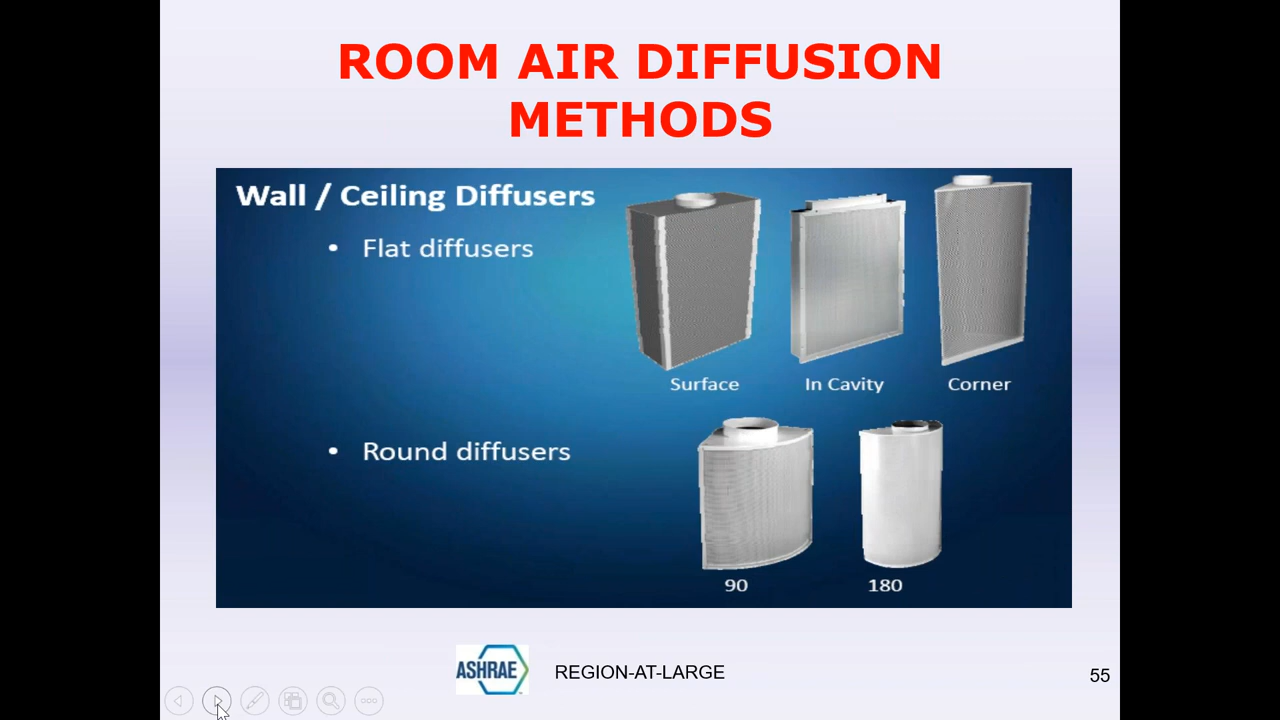 ROOM AIR DIFFUSION
METHODS
Wall / Ceiling Diffusers
• Flat diffusers
Surface
In Cavity
Corner
• Round diffusers
90
180
ASHRAE
REGION-AT-LARGE
55